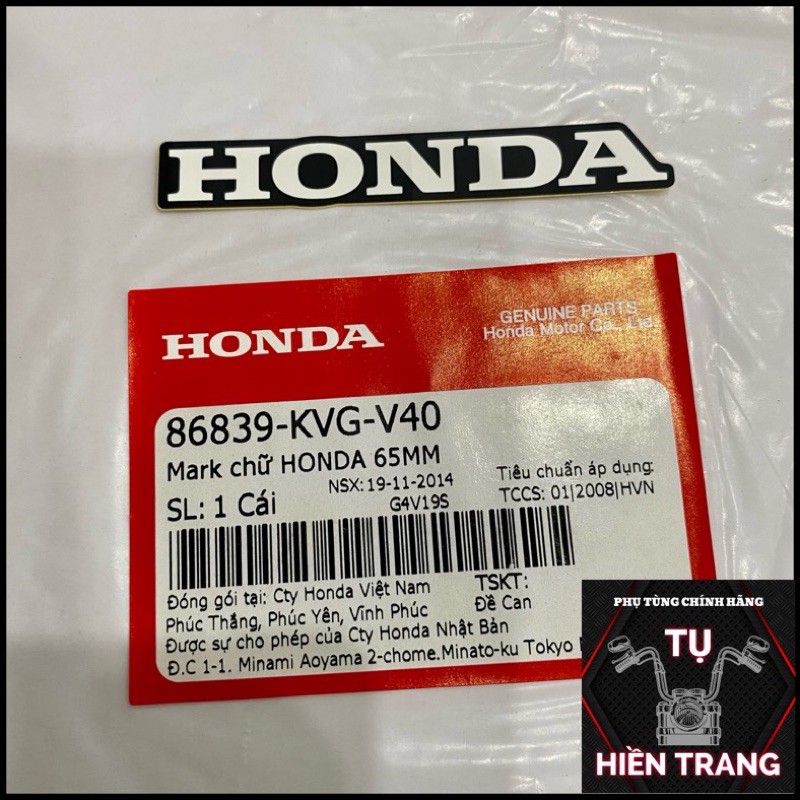 HONDA
HONDA
GENUINE PARTS
Honda Motor Co., Ltd.
86839-KVG-V40
Mark chữ HONDA 65MM
NSX: 19-11-2014
Tiêu chuẩn áp dụng:
SL: 1 Cái
G4V19S
TCCS: 01|2008|HVN
Đóng gói tại: Cty Honda Việt Nam
TSKT:
Phúc Thắng, Phúc Yên, Vĩnh Phúc
Đề Can
Được sự cho phép của Cty Honda Nhật Bản
Đ.C 1-1. Minami Aoyama 2-chome.Minato-ku Tokyo
PHỤ TÙNG CHÍNH HÃNG
TỤ
HIỀN TRANG